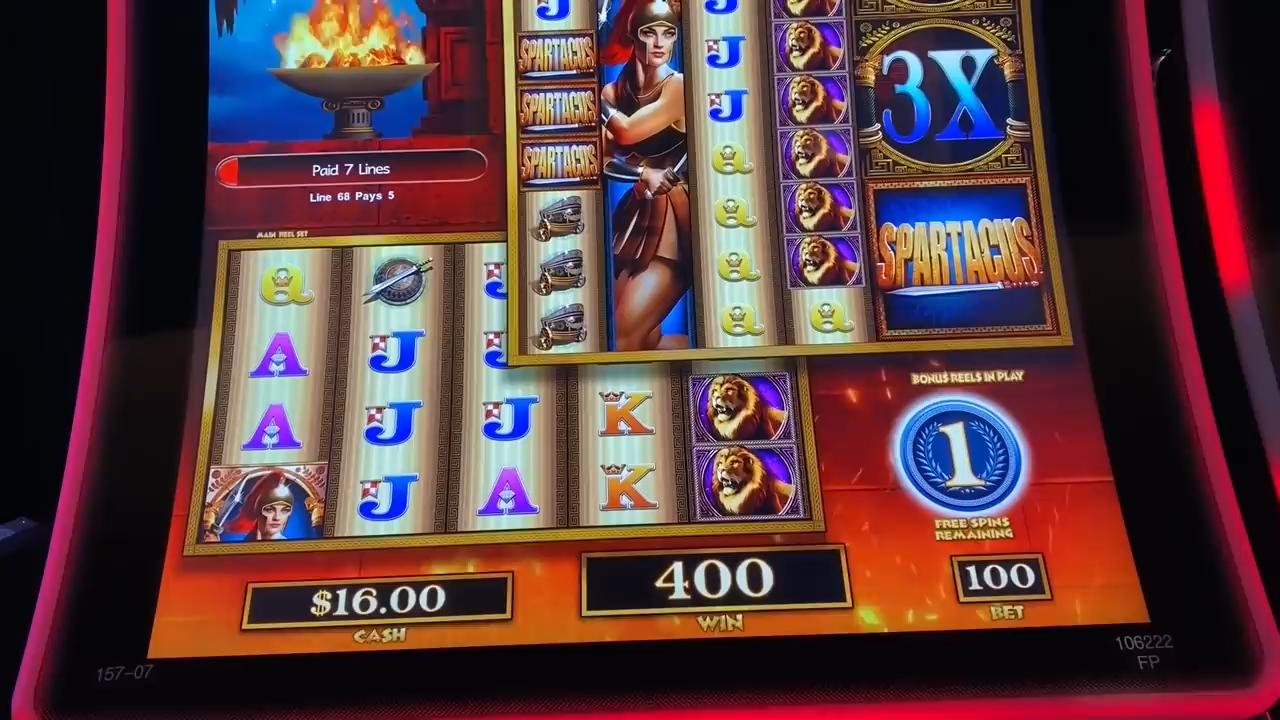 J
J
SPARTACUS
J
3X
SPARTACUS
J
SPARTACUS
Q
Paid 7 Lines
Line 68 Pays 5
Q
SPARTACUS
MAIN REEL SET
Q
J
Q
Q
A
J
J
BONUS REELS IN PLAY
A
J
J
K
1
J
A
K
FREE SPINS
REMAINING
$16.00
400
100
CASH
WIN
BET
157-07
106222
FP